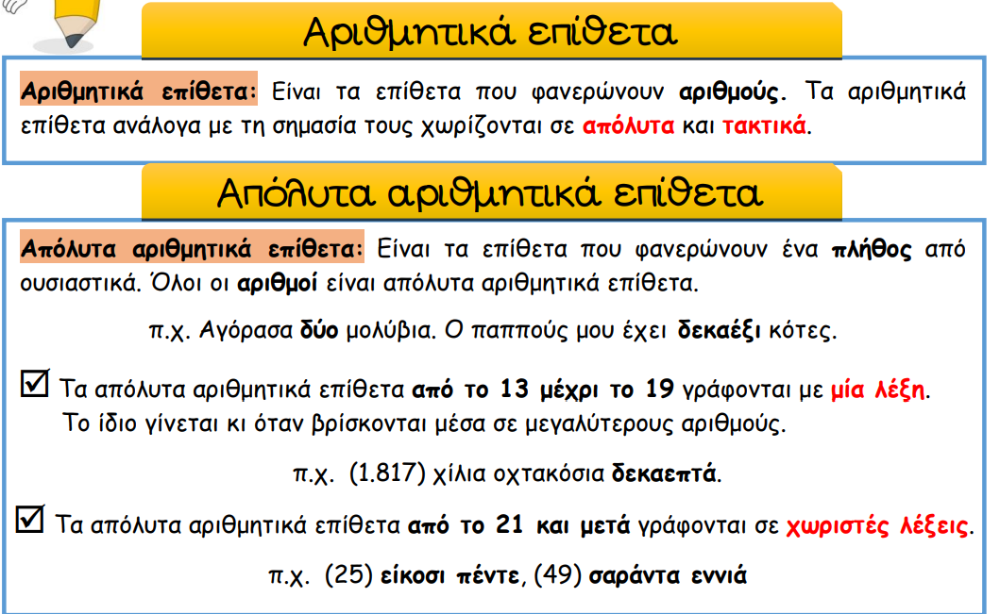 Αριθμητικά επίθετα
Αριθμητικά επίθετα: Είναι τα επίθετα που φανερώνουν αριθμούς. Τα αριθμητικά
επίθετα ανάλογα με τη σημασία τους χωρίζονται σε απόλυτα και τακτικά.
Απόλυτα αριθμητικά επίθετα
Απόλυτα αριθμητικά επίθετα: Είναι τα επίθετα που φανερώνουν ένα πλήθος από
ουσιαστικά. Όλοι οι αριθμοί είναι απόλυτα αριθμητικά επίθετα.
π.χ. Αγόρασα δύο μολύβια. Ο παππούς μου έχει δεκαέξι κότες.
Τα απόλυτα αριθμητικά επίθετα από το 13 μέχρι το 19 γράφονται με μία λέξη.
Το ίδιο γίνεται κι όταν βρίσκονται μέσα σε μεγαλύτερους αριθμούς.
π.χ. (1.817) χίλια οχτακόσια δεκαεπτά.
Τα απόλυτα αριθμητικά επίθετα από το 21 και μετά γράφονται σε χωριστές λέξεις.
π.χ. (25) είκοσι πέντε, (49) σαράντα εννιά